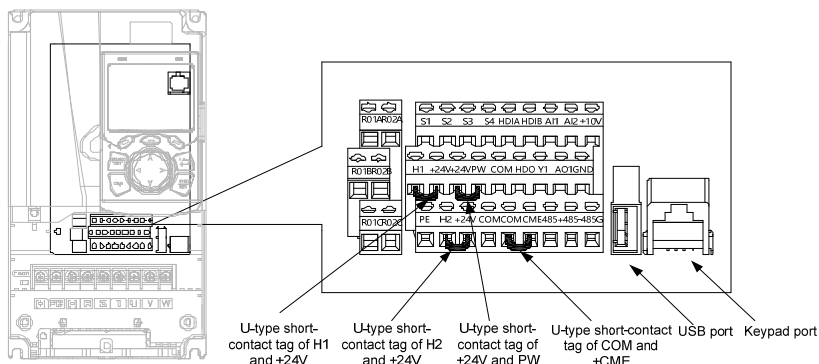 RO1A RO2A
S1 S2 S3 S4 HDIA HDIB AI1 AI2 +10V
RO1B RO2B
H1 +24V +24V PW COM HDO Y1 AO1 GND
RO1C RO2C
PE H2 +24V COM COM CME 485+ 485- 485G
U-type short-
contact tag of H1
and +24V
U-type short-
contact tag of H2
and +24V
U-type short-
contact tag of
+24V and PW
U-type short-contact
tag of COM and
+CME
USB port
Keypad port
(+) PB (-) R S T U V W